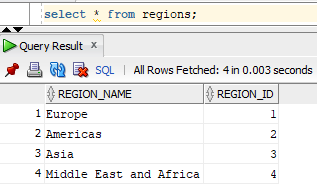 select * from regions;
Query Result x
SQL | All Rows Fetched: 4 in 0.003 seconds
REGION_NAME REGION_ID
1 Europe 1
2 Americas 2
3 Asia 3
4 Middle East and Africa 4